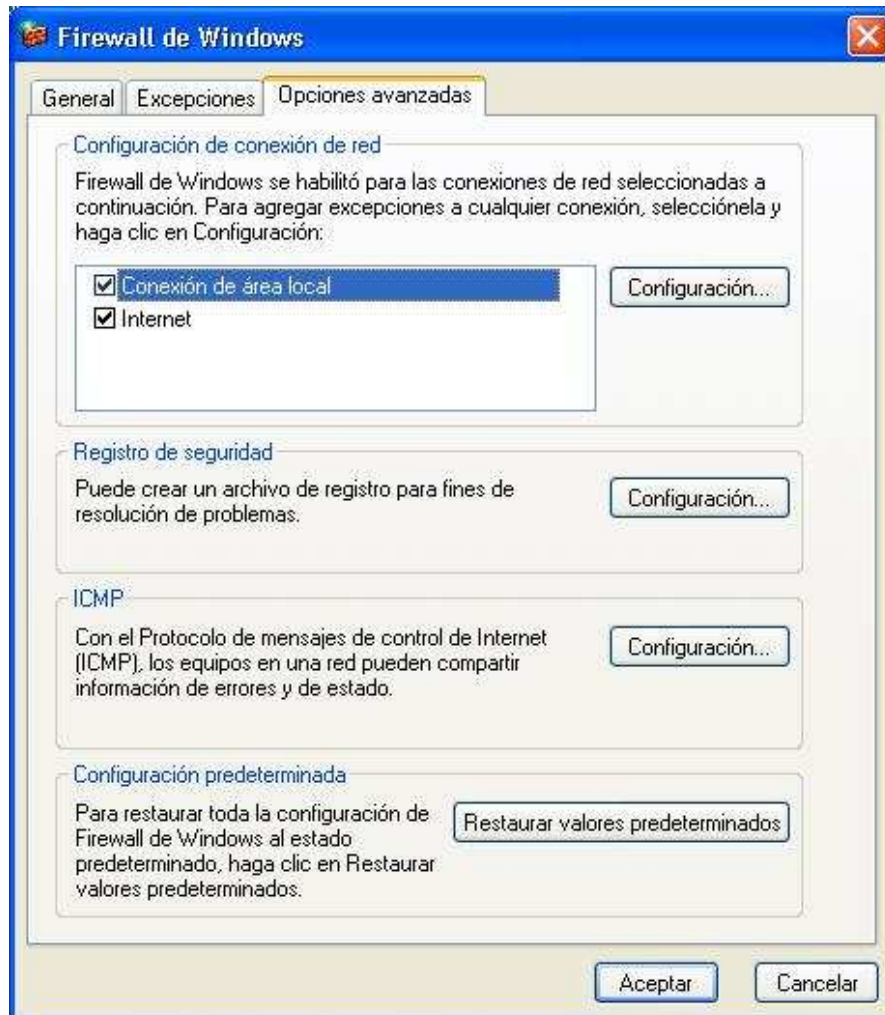 Firewall de Windows
General
Excepciones
Opciones avanzadas
Configuración de conexión de red
Firewall de Windows se habilitó para las conexiones de red seleccionadas a
continuación. Para agregar excepciones a cualquier conexión, selecciónela y
haga clic en Configuración:
Conexión de área local
Internet
Configuración...
Registro de seguridad
Puede crear un archivo de registro para fines de
resolución de problemas.
Configuración...
ICMP
Con el Protocolo de mensajes de control de Internet
(ICMP), los equipos en una red pueden compartir
información de errores y de estado.
Configuración...
Configuración predeterminada
Para restaurar toda la configuración de
Firewall de Windows al estado
predeterminado, haga clic en Restaurar
valores predeterminados.
Restaurar valores predeterminados
Aceptar
Cancelar